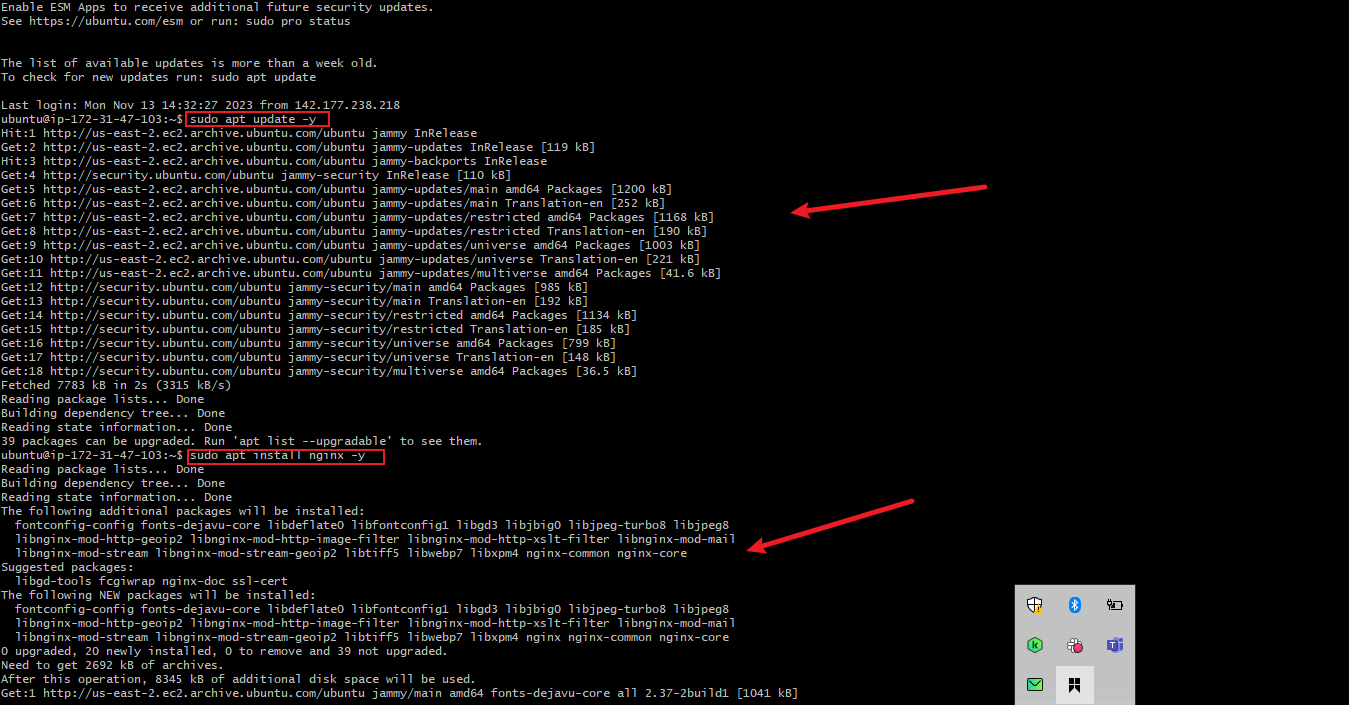 Enable ESM Apps to receive additional future security updates.
See https://ubuntu.com/esm or run: sudo pro status
The list of available updates is more than a week old.
To check for new updates run: sudo apt update
Last login: Mon Nov 13 14:32:27 2023 from 142.177.238.218
ubuntu@ip-172-31-47-103:~$ sudo apt update -y
Hit:1 http://us-east-2.ec2.archive.ubuntu.com/ubuntu jammy InRelease
Get:2 http://us-east-2.ec2.archive.ubuntu.com/ubuntu jammy-updates InRelease [119 kB]
Hit:3 http://us-east-2.ec2.archive.ubuntu.com/ubuntu jammy-backports InRelease
Get:4 http://security.ubuntu.com/ubuntu jammy-security InRelease [110 kB]
Get:5 http://us-east-2.ec2.archive.ubuntu.com/ubuntu jammy-updates/main amd64 Packages [1200 kB]
Get:6 http://us-east-2.ec2.archive.ubuntu.com/ubuntu jammy-updates/main Translation-en [252 kB]
Get:7 http://us-east-2.ec2.archive.ubuntu.com/ubuntu jammy-updates/restricted amd64 Packages [1168 kB]
Get:8 http://us-east-2.ec2.archive.ubuntu.com/ubuntu jammy-updates/restricted Translation-en [190 kB]
Get:9 http://us-east-2.ec2.archive.ubuntu.com/ubuntu jammy-updates/universe amd64 Packages [1003 kB]
Get:10 http://us-east-2.ec2.archive.ubuntu.com/ubuntu jammy-updates/universe Translation-en [221 kB]
Get:11 http://us-east-2.ec2.archive.ubuntu.com/ubuntu jammy-updates/multiverse amd64 Packages [41.6 kB]
Get:12 http://security.ubuntu.com/ubuntu jammy-security/main amd64 Packages [985 kB]
Get:13 http://security.ubuntu.com/ubuntu jammy-security/main Translation-en [192 kB]
Get:14 http://security.ubuntu.com/ubuntu jammy-security/restricted amd64 Packages [1134 kB]
Get:15 http://security.ubuntu.com/ubuntu jammy-security/restricted Translation-en [185 kB]
Get:16 http://security.ubuntu.com/ubuntu jammy-security/universe amd64 Packages [799 kB]
Get:17 http://security.ubuntu.com/ubuntu jammy-security/universe Translation-en [148 kB]
Get:18 http://security.ubuntu.com/ubuntu jammy-security/multiverse amd64 Packages [36.5 kB]
Fetched 7783 kB in 2s (3315 kB/s)
Reading package lists... Done
Building dependency tree... Done
Reading state information... Done
39 packages can be upgraded. Run 'apt list --upgradable' to see them.
ubuntu@ip-172-31-47-103:~$ sudo apt install nginx -y
Reading package lists... Done
Building dependency tree... Done
Reading state information... Done
The following additional packages will be installed:
fontconfig-config fonts-dejavu-core libdeflate0 libfontconfig1 libgd3 libjbig0 libjpeg-turbo8 libjpeg8
libnginx-mod-http-geoip2 libnginx-mod-http-image-filter libnginx-mod-http-xslt-filter libnginx-mod-mail
libnginx-mod-stream libnginx-mod-stream-geoip2 libtiff5 libwebp7 libxpm4 nginx-common nginx-core
Suggested packages:
libgd-tools fcgiwrap nginx-doc ssl-cert
The following NEW packages will be installed:
fontconfig-config fonts-dejavu-core libdeflate0 libfontconfig1 libgd3 libjbig0 libjpeg-turbo8 libjpeg8
libnginx-mod-http-geoip2 libnginx-mod-http-image-filter libnginx-mod-http-xslt-filter libnginx-mod-mail
libnginx-mod-stream libnginx-mod-stream-geoip2 libtiff5 libwebp7 libxpm4 nginx nginx-common nginx-core
0 upgraded, 20 newly installed, 0 to remove and 39 not upgraded.
Need to get 2692 kB of archives.
After this operation, 8345 kB of additional disk space will be used.
Get:1 http://us-east-2.ec2.archive.ubuntu.com/ubuntu jammy/main amd64 fonts-dejavu-core all 2.37-2build1 [1041 kB]